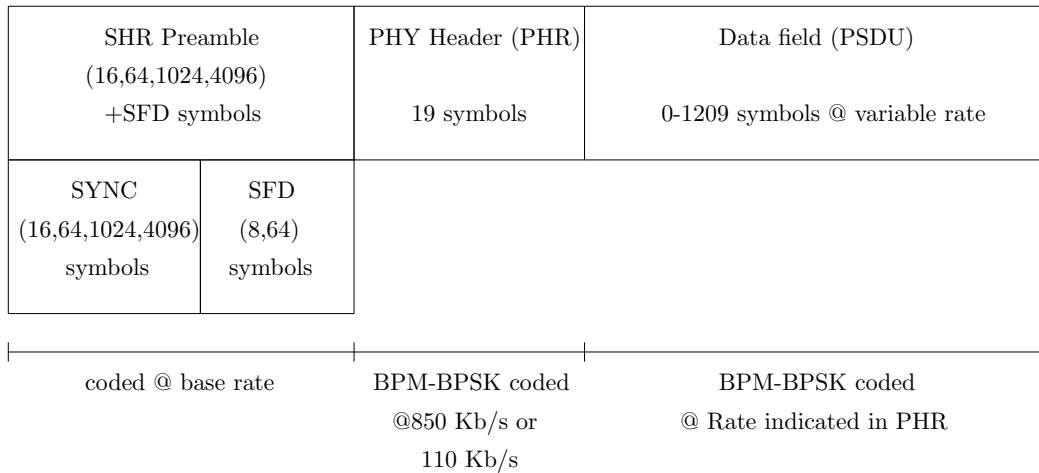 SHR Preamble
(16,64,1024,4096)
+SFD symbols
PHY Header (PHR)
19 symbols
Data field (PSDU)
0-1209 symbols @ variable rate
SYNC
(16,64,1024,4096)
symbols
SFD
(8,64)
symbols
coded @ base rate
BPM-BPSK coded
@850 Kb/s or
110 Kb/s
BPM-BPSK coded
@ Rate indicated in PHR